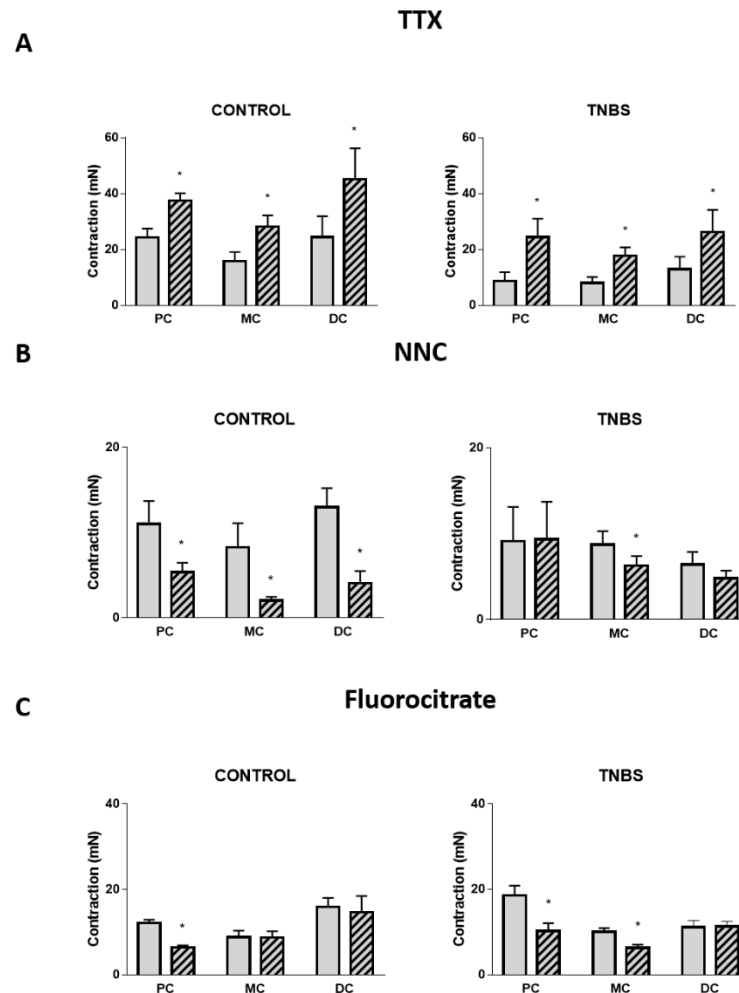 TTX
A
CONTROL
TNBS
Contraction (mN)
60
40
20
0
*
*
*
PC MC DC
Contraction (mN)
60
40
20
0
*
*
*
PC MC DC
B
NNC
CONTROL
TNBS
Contraction (mN)
20
0
*
*
*
PC MC DC
Contraction (mN)
20
0
*
PC MC DC
C
Fluorocitrate
CONTROL
TNBS
Contraction (mN)
40
20
0
*
PC MC DC
Contraction (mN)
40
20
0
*
*
PC MC DC